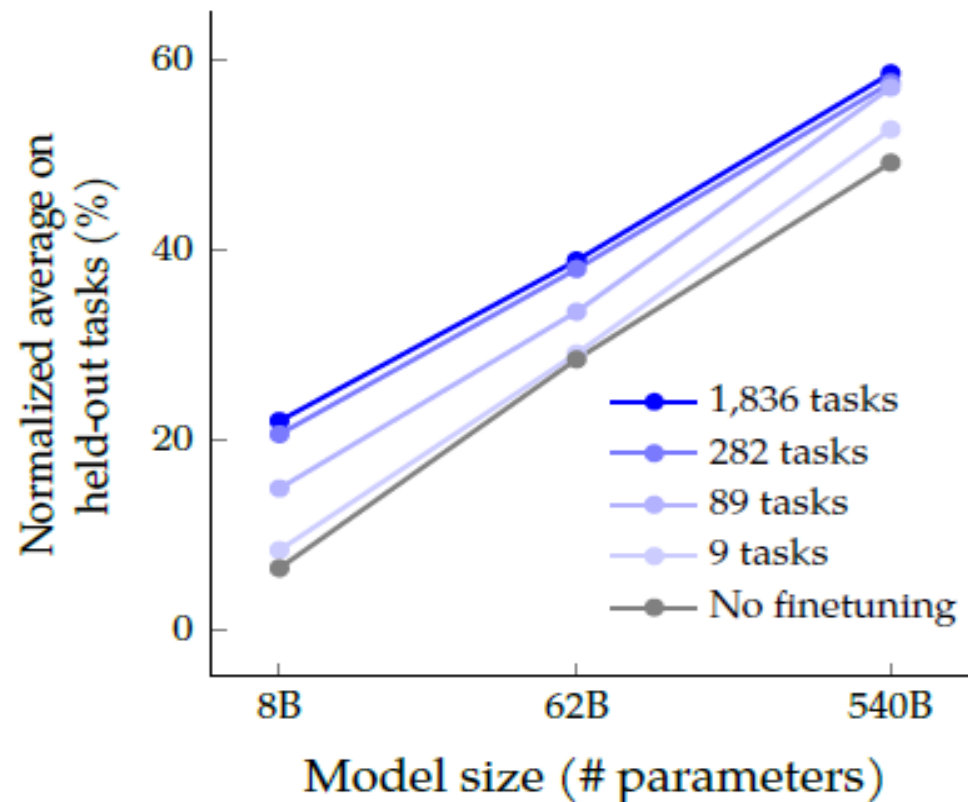 Normalized average on
held-out tasks (%)
60
40
20
0
1,836 tasks
282 tasks
89 tasks
9 tasks
No finetuning
8B
62B
540B
Model size (# parameters)